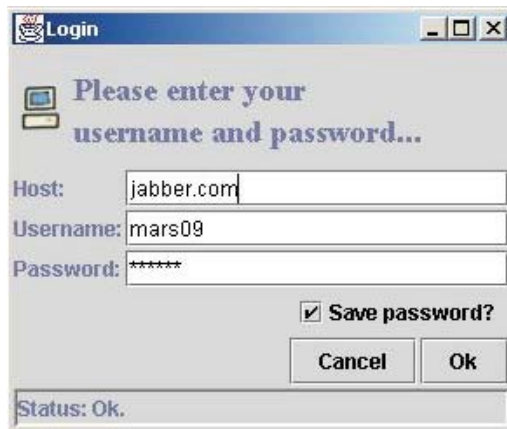 Login
Please enter your
username and password...
Host: jabber.com
Username: mars09
Password: ******
Save password?
Cancel Ok
Status: Ok.